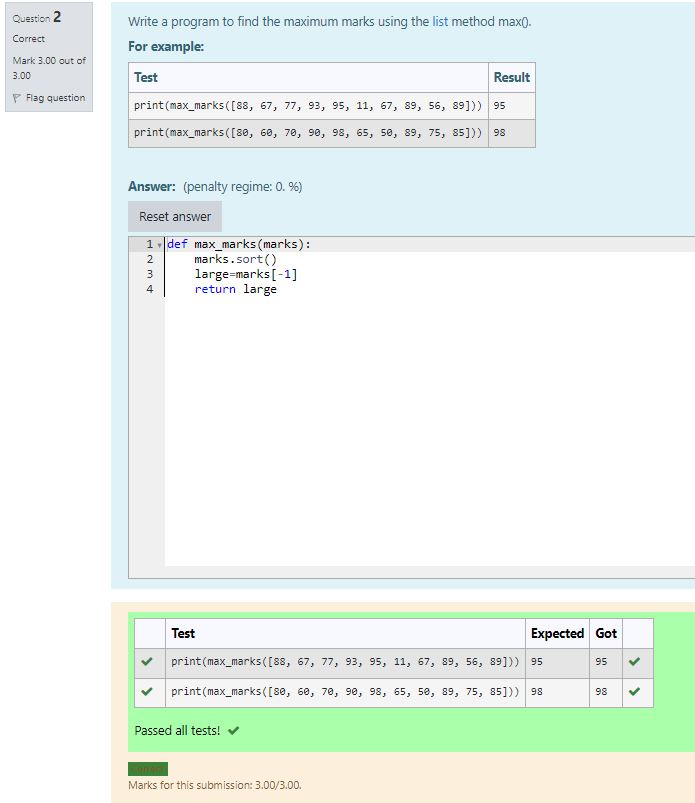 Question 2
Correct
Mark 3.00 out of
3.00
Flag question
Write a program to find the maximum marks using the list method max().
For example:
Test Result
print(max_marks([88, 67, 77, 93, 95, 11, 67, 89, 56, 89])) 95
print(max_marks([80, 60, 70, 90, 98, 65, 50, 89, 75, 85])) 98
Answer: (penalty regime: 0. %)
Reset answer
1 def max_marks(marks):
2 marks.sort()
3 large=marks[-1]
4 return large
Test Expected Got
print(max_marks([88, 67, 77, 93, 95, 11, 67, 89, 56, 89])) 95 95
print(max_marks([80, 60, 70, 90, 98, 65, 50, 89, 75, 85])) 98 98
Passed all tests!
Correct
Marks for this submission: 3.00/3.00.